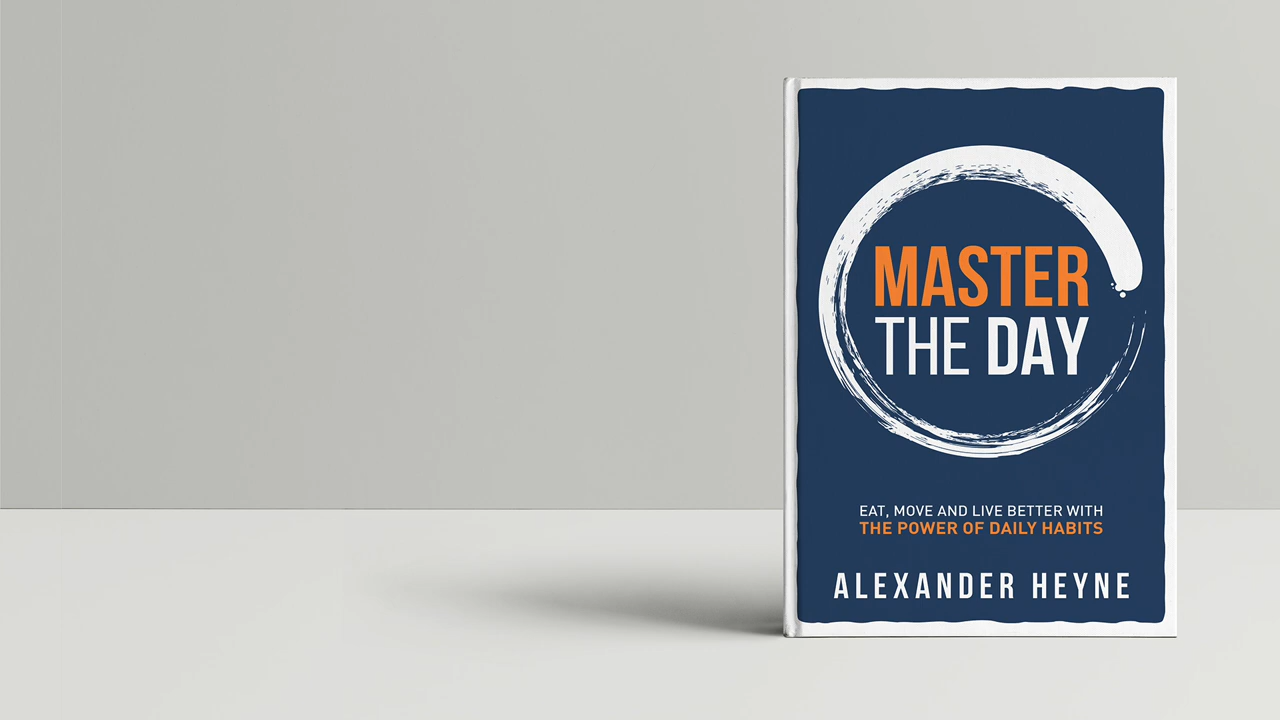 MASTER
THE DAY
EAT, MOVE AND LIVE BETTER WITH
THE POWER OF DAILY HABITS
ALEXANDER HEYNE